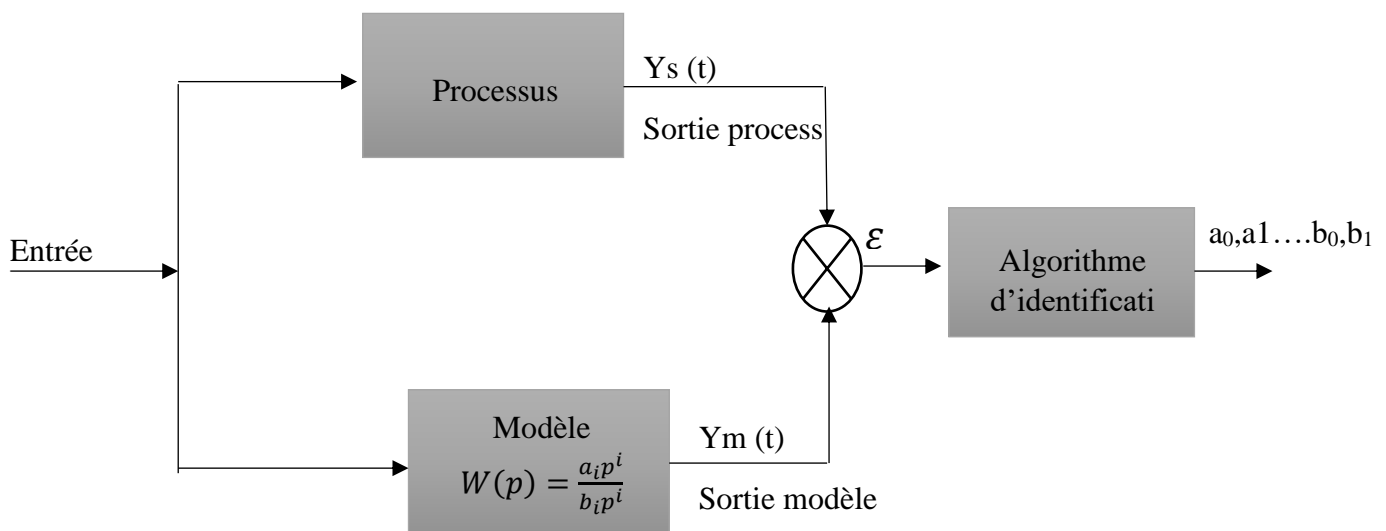 Processus
Ys (t)
Sortie process
Entrée
ε
Algorithme
d’identificati
a₀,a1….b₀,b₁
Modèle
W(p) = aᵢpⁱ / bᵢpⁱ
Ym (t)
Sortie modèle